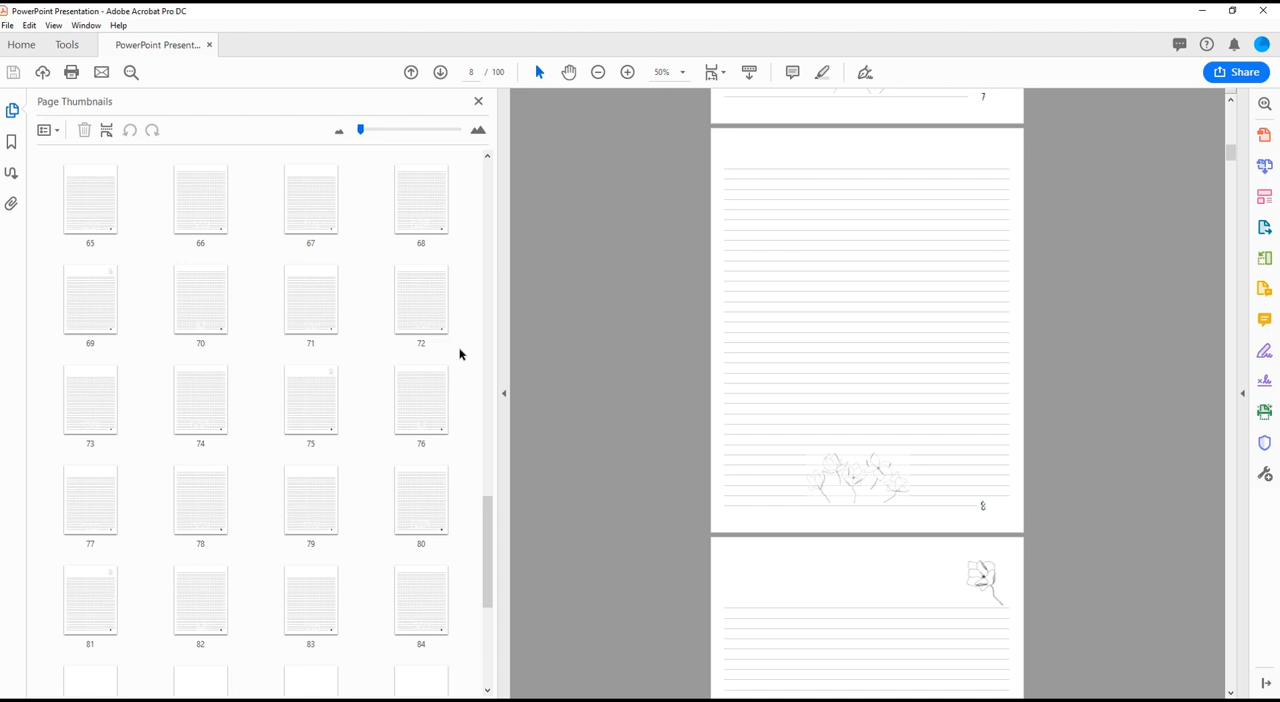 PowerPoint Presentation - Adobe Acrobat Pro DC
File Edit View Window Help
Home Tools PowerPoint Present... ×
8 / 100 50% Share
Page Thumbnails
65 66 67 68
69 70 71 72
73 74 75 76
77 78 79 80
81 82 83 84
7
8